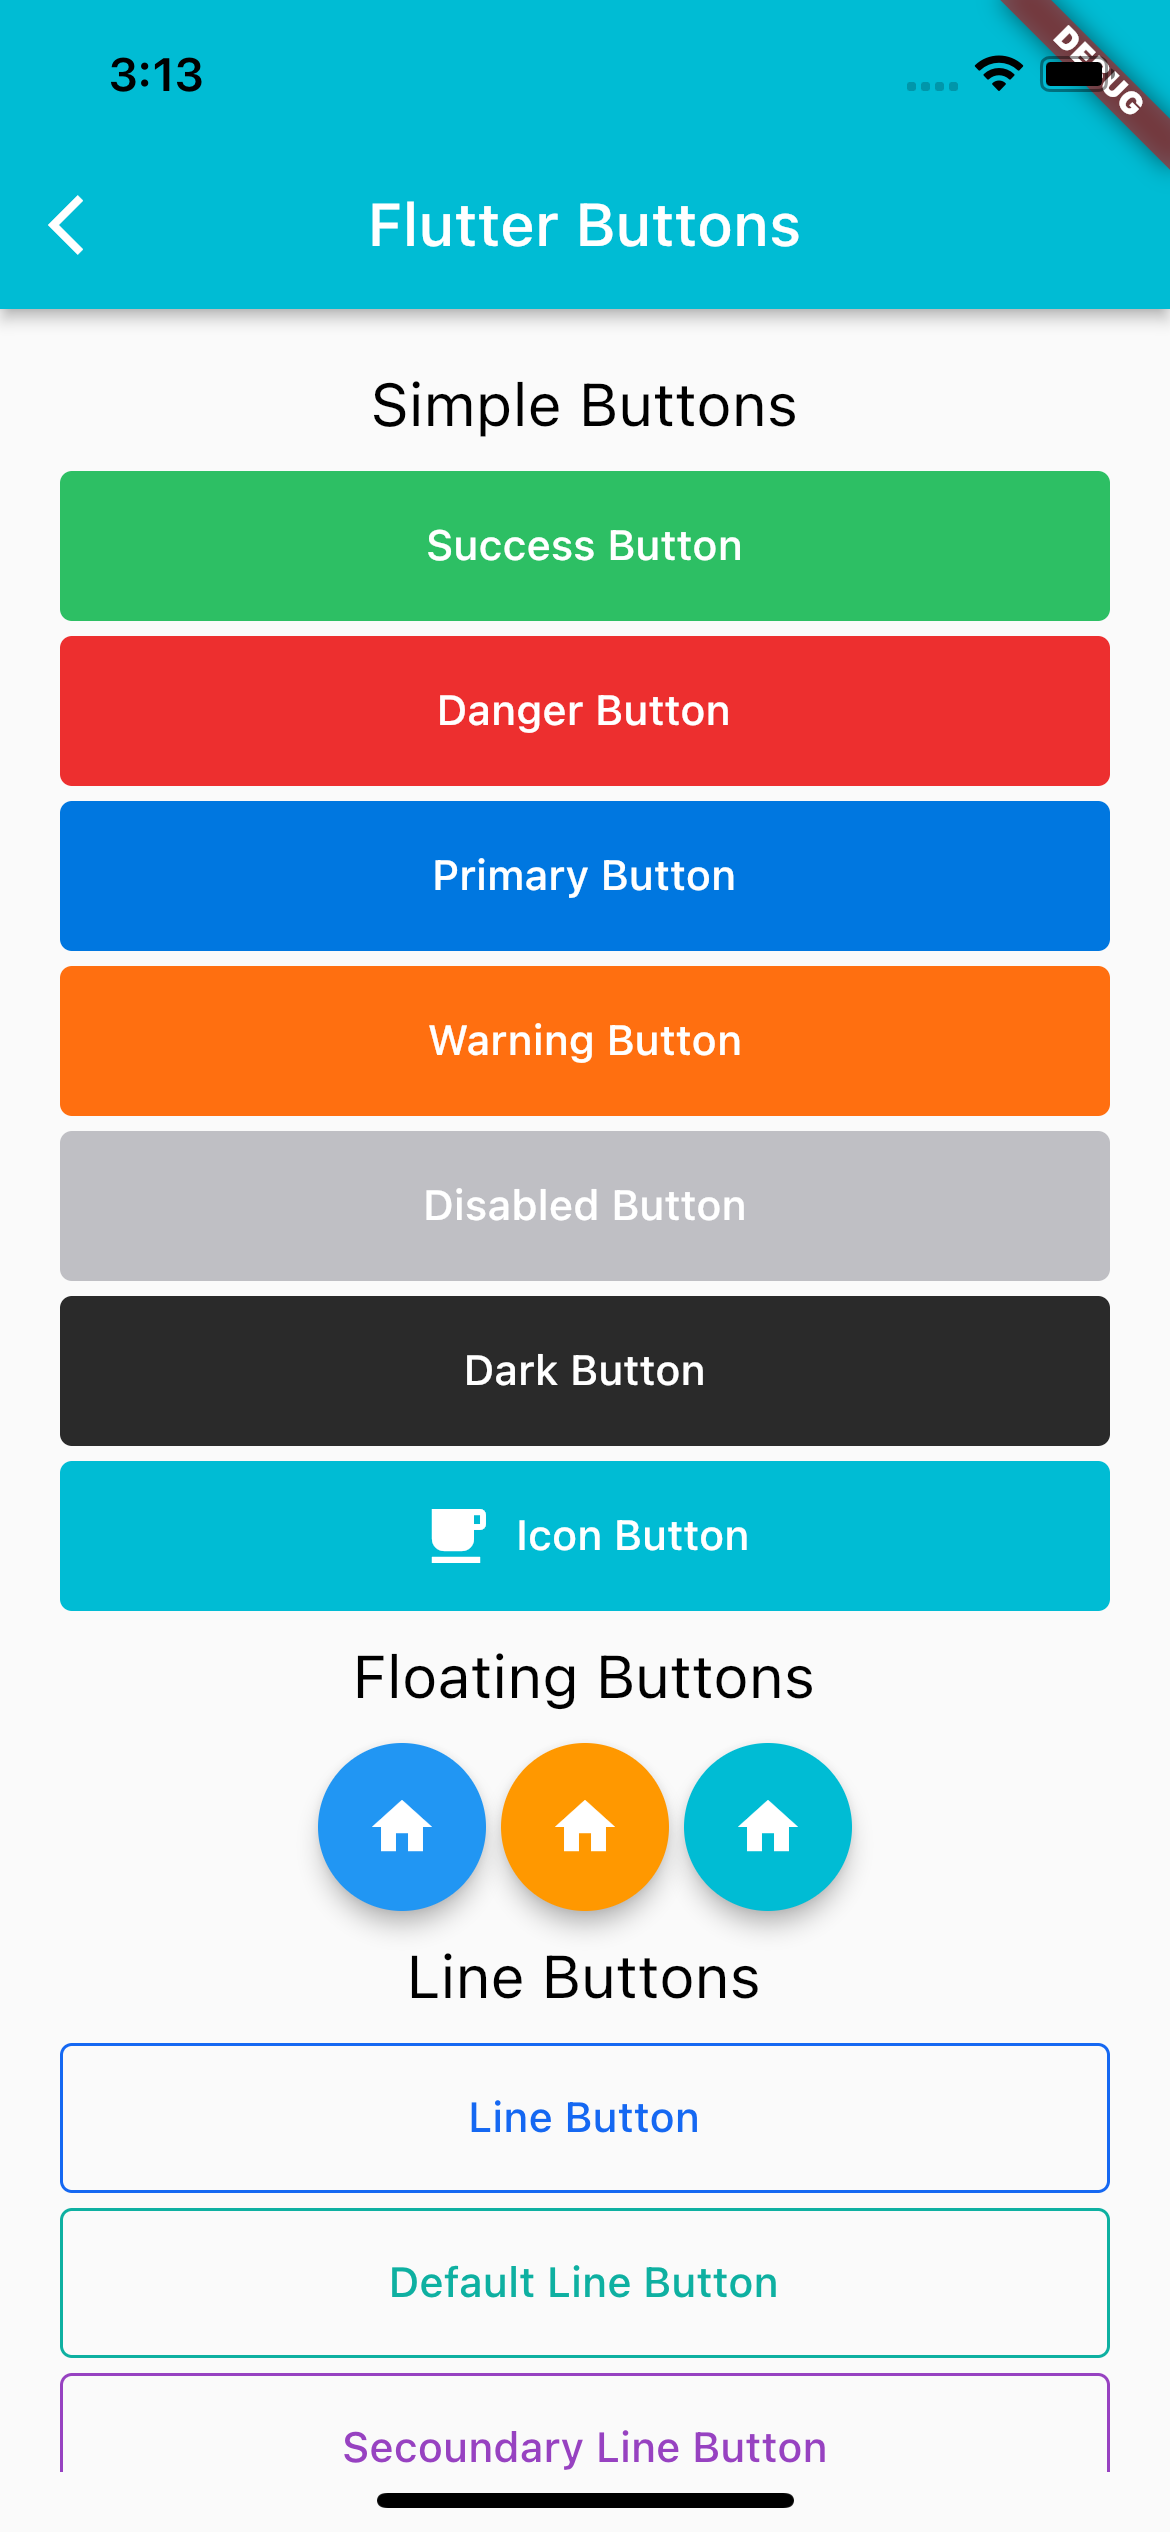 3:13
DEBUG
Flutter Buttons
Simple Buttons
Success Button
Danger Button
Primary Button
Warning Button
Disabled Button
Dark Button
Icon Button
Floating Buttons
Line Buttons
Line Button
Default Line Button
Secoundary Line Button